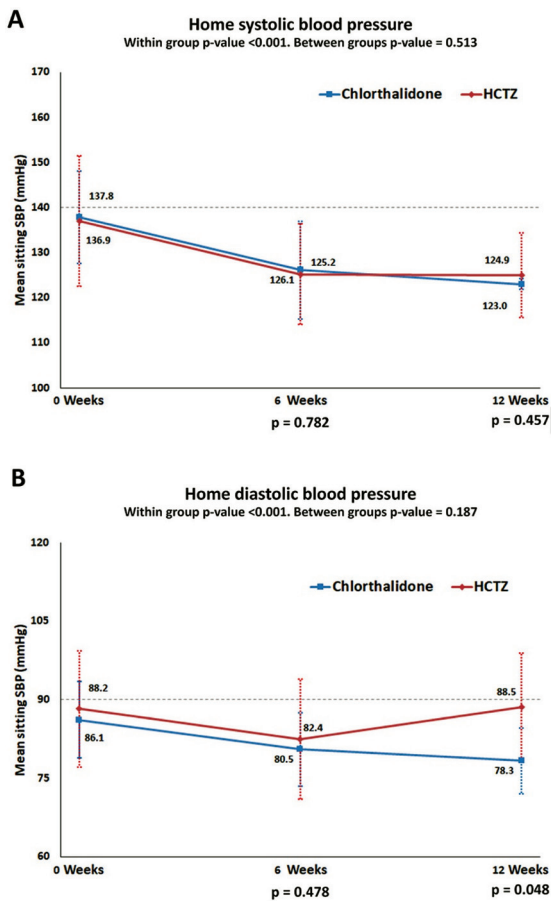 A
Home systolic blood pressure
Within group p-value <0.001. Between groups p-value = 0.513
170
Chlorthalidone HCTZ
160
150
140
137.8
136.9
130
125.2
126.1
124.9
123.0
120
110
100
Mean sitting SBP (mmHg)
0 Weeks 6 Weeks 12 Weeks
p = 0.782 p = 0.457
B
Home diastolic blood pressure
Within group p-value <0.001. Between groups p-value = 0.187
120
Chlorthalidone HCTZ
105
90
88.2
86.1
82.4
80.5
88.5
78.3
75
60
Mean sitting SBP (mmHg)
0 Weeks 6 Weeks 12 Weeks
p = 0.478 p = 0.048